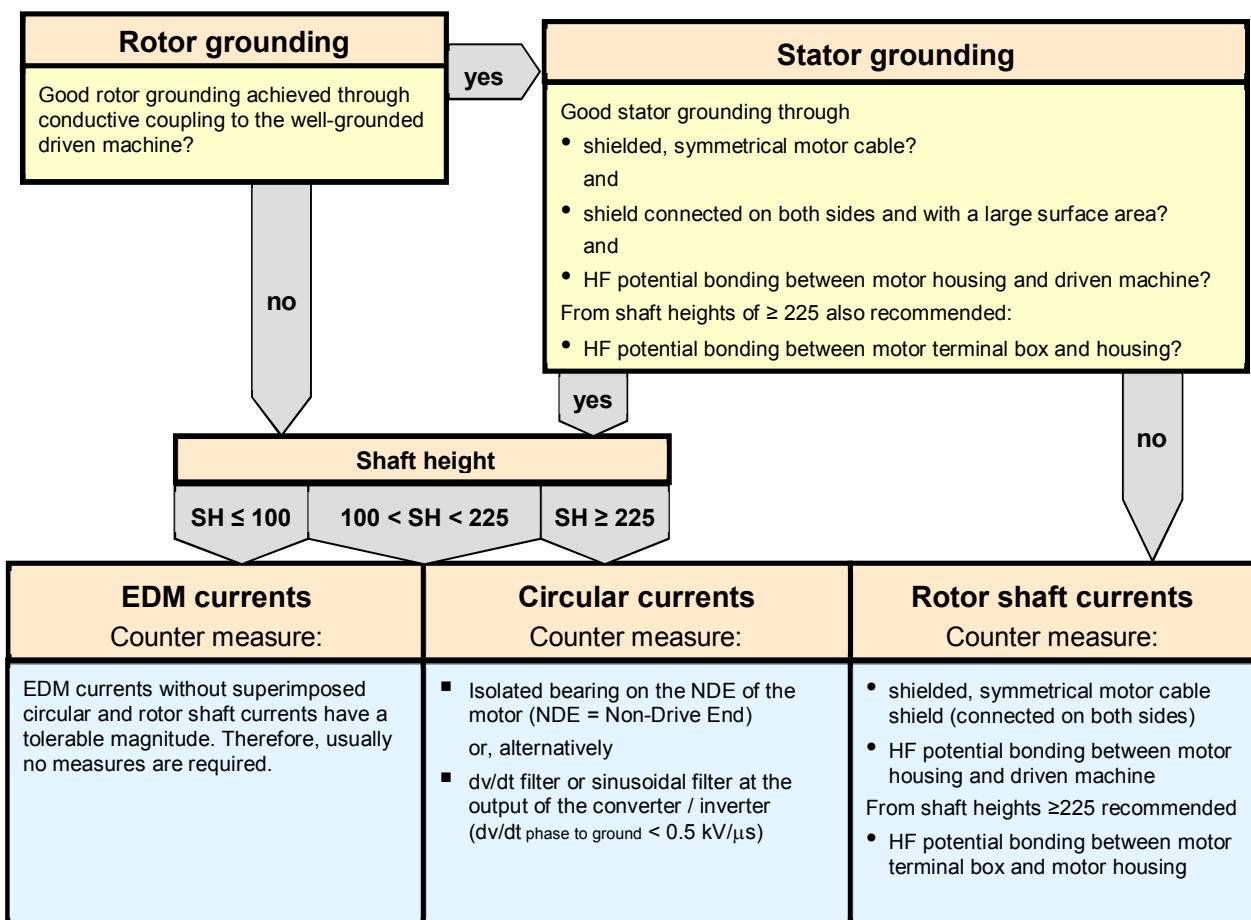 Rotor grounding
Good rotor grounding achieved through
conductive coupling to the well-grounded
driven machine?
yes
Stator grounding
Good stator grounding through
• shielded, symmetrical motor cable?
and
• shield connected on both sides and with a large surface area?
and
• HF potential bonding between motor housing and driven machine?
From shaft heights of ≥ 225 also recommended:
• HF potential bonding between motor terminal box and housing?
no
yes
no
Shaft height
SH ≤ 100
100 < SH < 225
SH ≥ 225
EDM currents
Counter measure:
EDM currents without superimposed
circular and rotor shaft currents have a
tolerable magnitude. Therefore, usually
no measures are required.
Circular currents
Counter measure:
■ Isolated bearing on the NDE of the
motor (NDE = Non-Drive End)
or, alternatively
■ dv/dt filter or sinusoidal filter at the
output of the converter / inverter
(dv/dt phase to ground < 0.5 kV/μs)
Rotor shaft currents
Counter measure:
• shielded, symmetrical motor cable
shield (connected on both sides)
• HF potential bonding between motor
housing and driven machine
From shaft heights ≥225 recommended
• HF potential bonding between motor
terminal box and motor housing